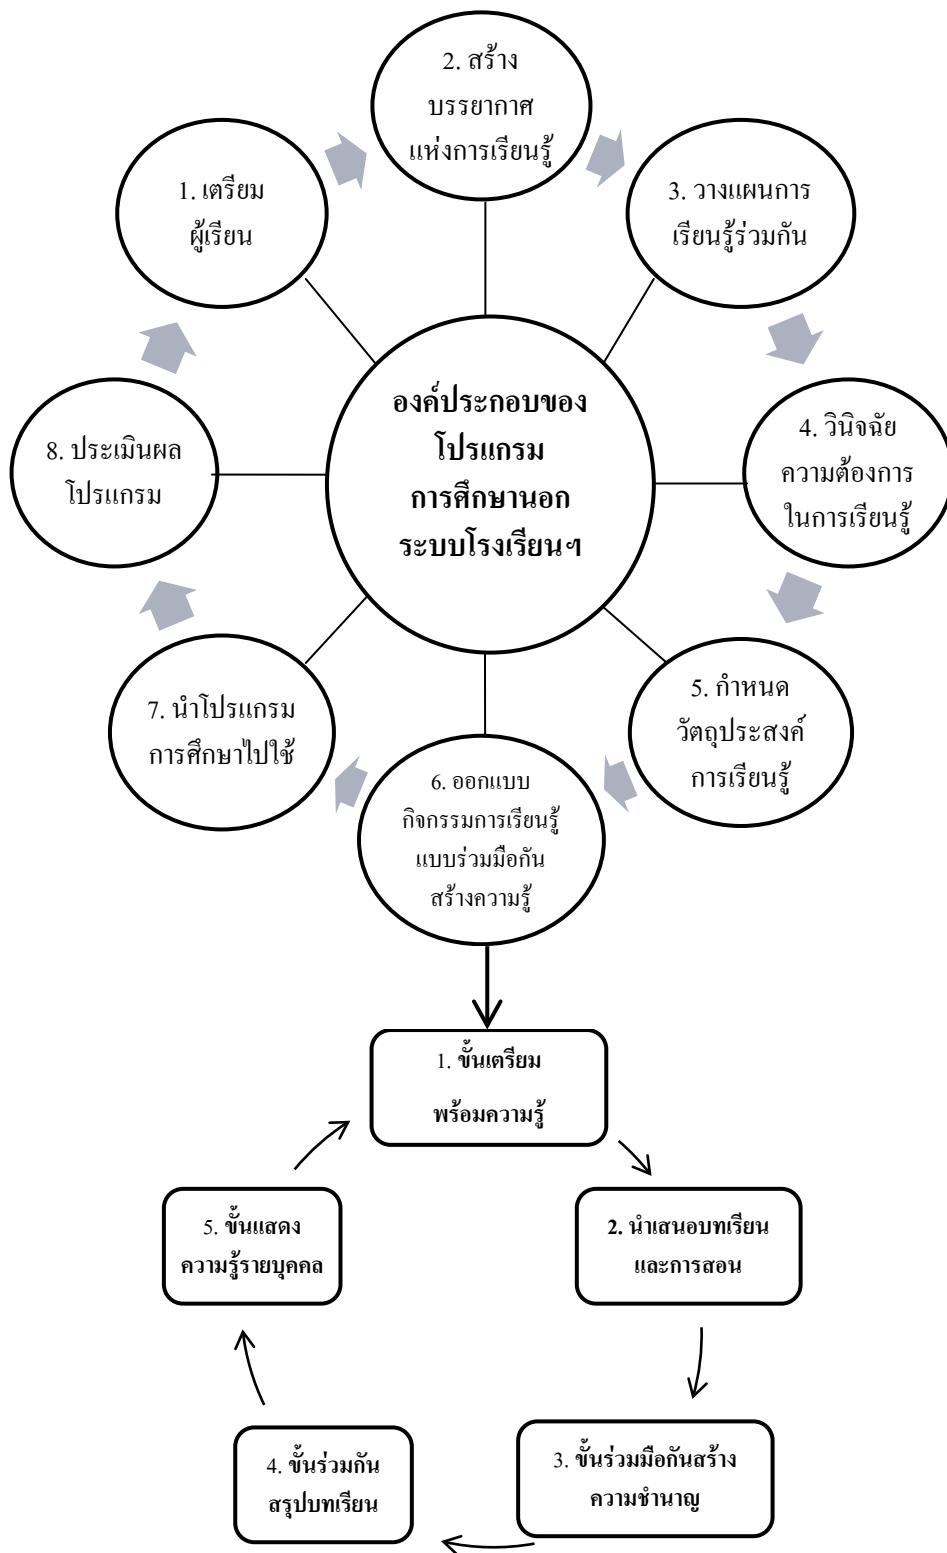 องค์ประกอบของ
โปรแกรม
การศึกษานอก
ระบบโรงเรียนฯ
1. เตรียม
ผู้เรียน
2. สร้าง
บรรยากาศ
แห่งการเรียนรู้
3. วางแผนการ
เรียนรู้ร่วมกัน
4. วินิจฉัย
ความต้องการ
ในการเรียนรู้
5. กำหนด
วัตถุประสงค์
การเรียนรู้
6. ออกแบบ
กิจกรรมการเรียนรู้
แบบร่วมมือกัน
สร้างความรู้
7. นำโปรแกรม
การศึกษาไปใช้
8. ประเมินผล
โปรแกรม
1. ขั้นเตรียม
พร้อมความรู้
2. นำเสนอบทเรียน
และการสอน
3. ขั้นร่วมมือกันสร้าง
ความชำนาญ
4. ขั้นร่วมกัน
สรุปบทเรียน
5. ขั้นแสดง
ความรู้รายบุคคล